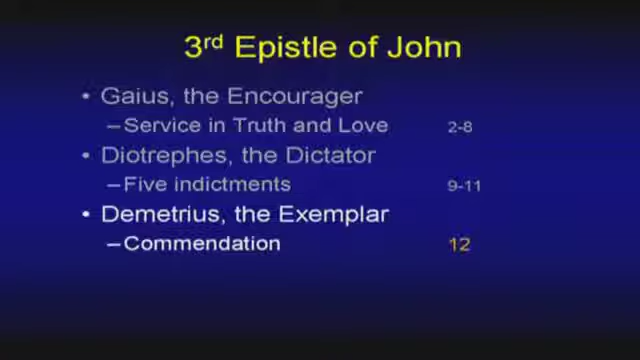 3rd Epistle of John
• Gaius, the Encourager
–Service in Truth and Love 2-8
• Diotrephes, the Dictator
–Five indictments 9-11
• Demetrius, the Exemplar
–Commendation 12